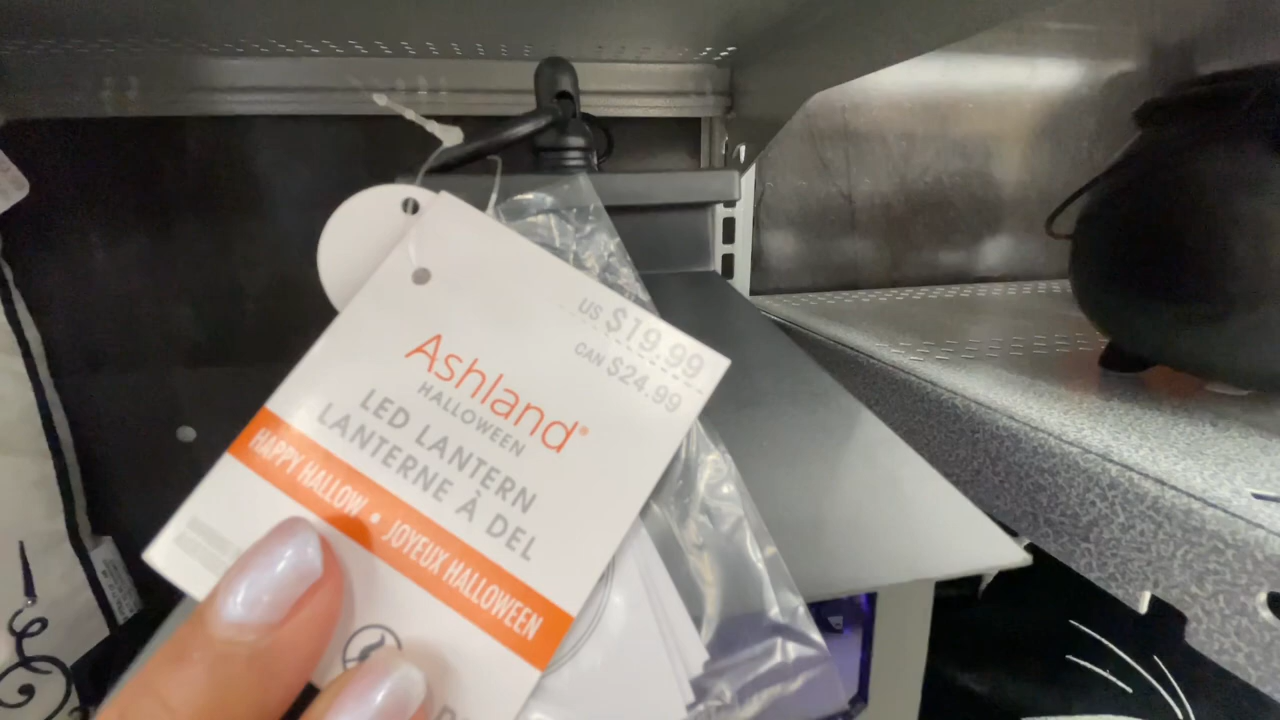 US $19.99
CAN $24.99
Ashland®
HALLOWEEN
LED LANTERN
LANTERNE À DEL
HAPPY HALLOW • JOYEUX HALLOWEEN